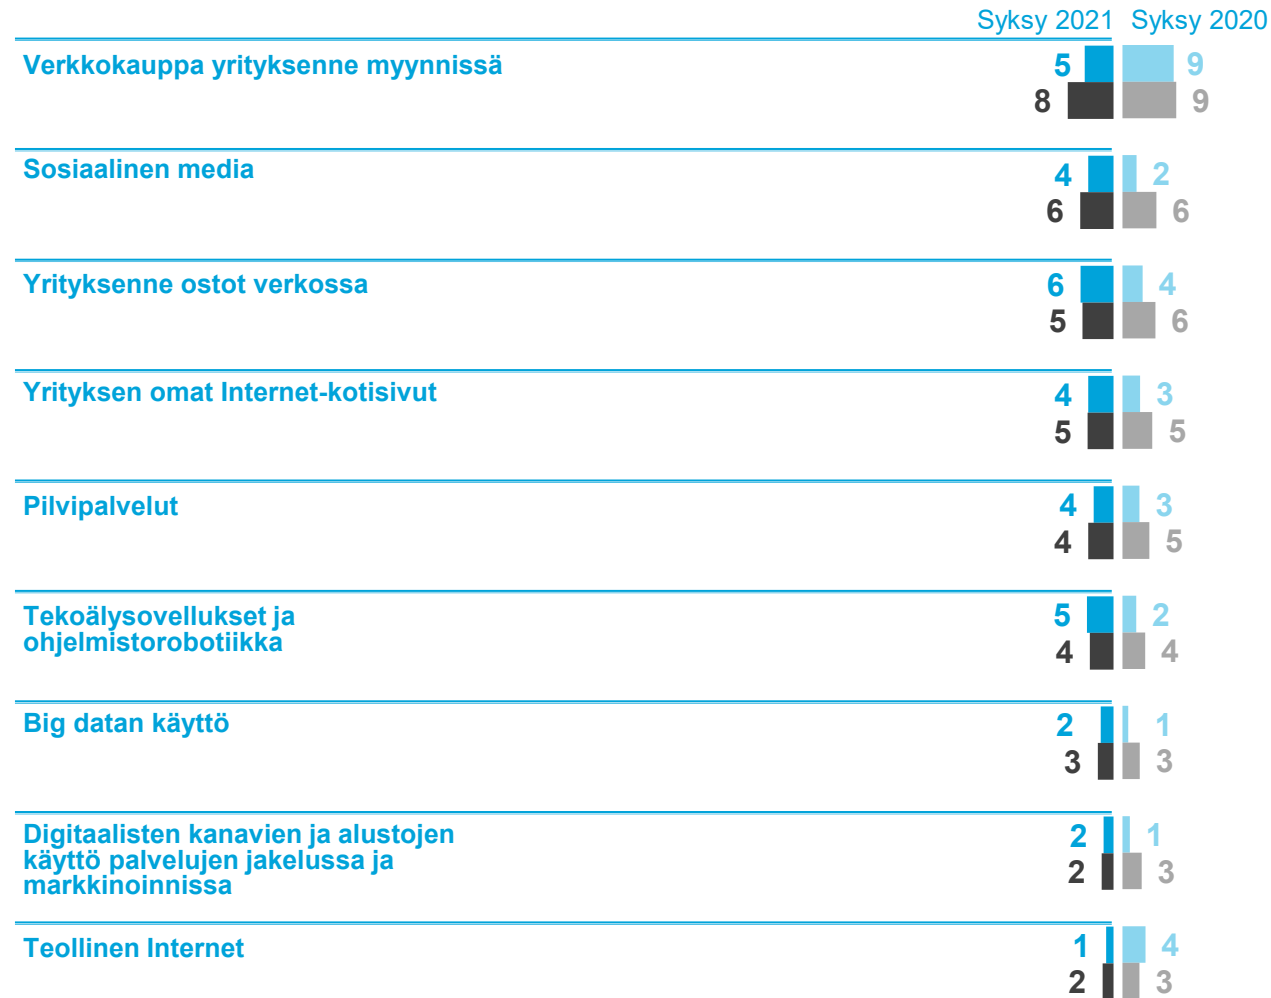 Syksy 2021 Syksy 2020
Verkkokauppa yrityksenne myynnissä 5 9
8 9
Sosiaalinen media 4 2
6 6
Yrityksenne ostot verkossa 6 4
5 6
Yrityksen omat Internet-kotisivut 4 3
5 5
Pilvipalvelut 4 3
4 5
Tekoälysovellukset ja 5 2
ohjelmistorobotiikka 4 4
Big datan käyttö 2 1
3 3
Digitaalisten kanavien ja alustojen 2 1
käyttö palvelujen jakelussa ja 2 3
markkinoinnissa
Teollinen Internet 1 4
2 3